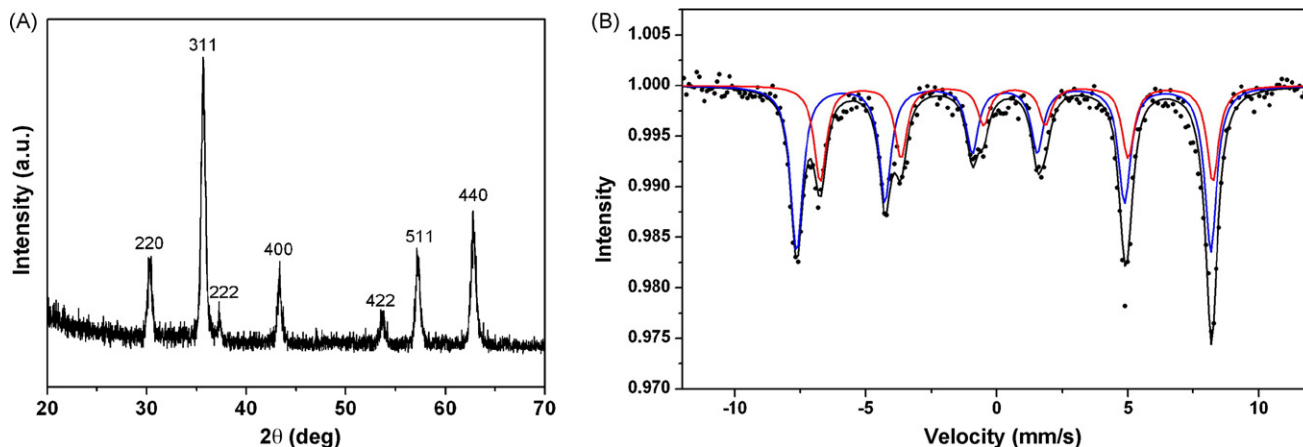 (A)
311
220
222
400
422
511
440
Intensity (a.u.)
20 30 40 50 60 70
2θ (deg)
(B)
1.005
1.000
0.995
0.990
0.985
0.980
0.975
0.970
Intensity
-10 -5 0 5 10
Velocity (mm/s)